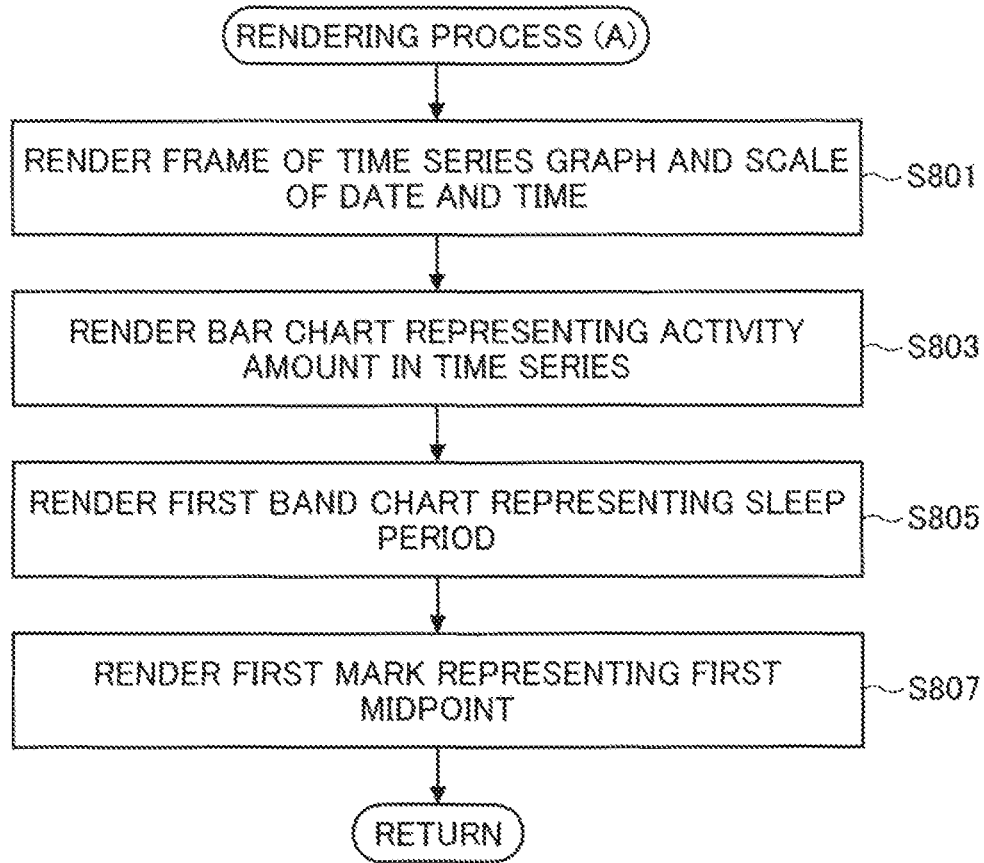 RENDERING PROCESS (A)
RENDER FRAME OF TIME SERIES GRAPH AND SCALE
OF DATE AND TIME
S801
RENDER BAR CHART REPRESENTING ACTIVITY
AMOUNT IN TIME SERIES
S803
RENDER FIRST BAND CHART REPRESENTING SLEEP
PERIOD
S805
RENDER FIRST MARK REPRESENTING FIRST
MIDPOINT
S807
RETURN